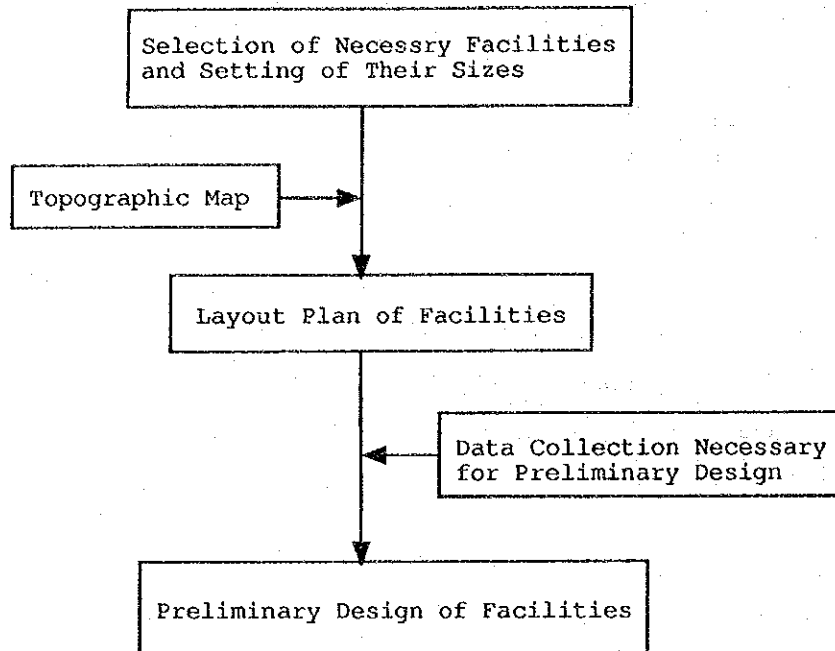 Selection of Necessry Facilities
and Setting of Their Sizes
Topographic Map
Layout Plan of Facilities
Data Collection Necessary
for Preliminary Design
Preliminary Design of Facilities